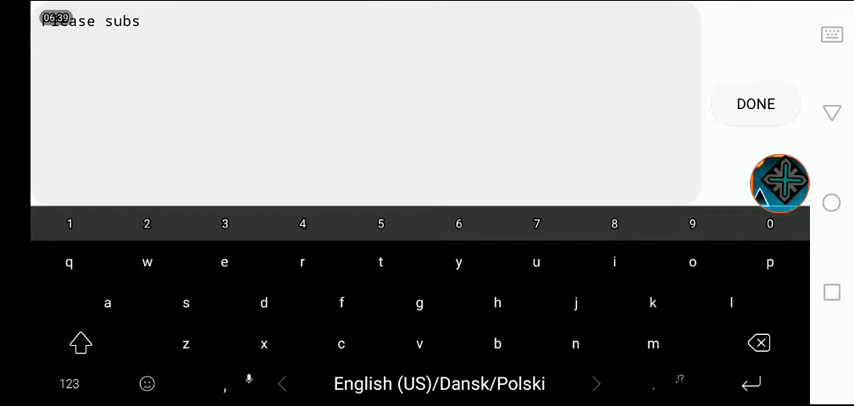 06:39
Please subs
DONE
1 2 3 4 5 6 7 8 9 0
q w e r t y u i o p
a s d f g h j k l
z x c v b n m
123 , English (US)/Dansk/Polski . ,!?